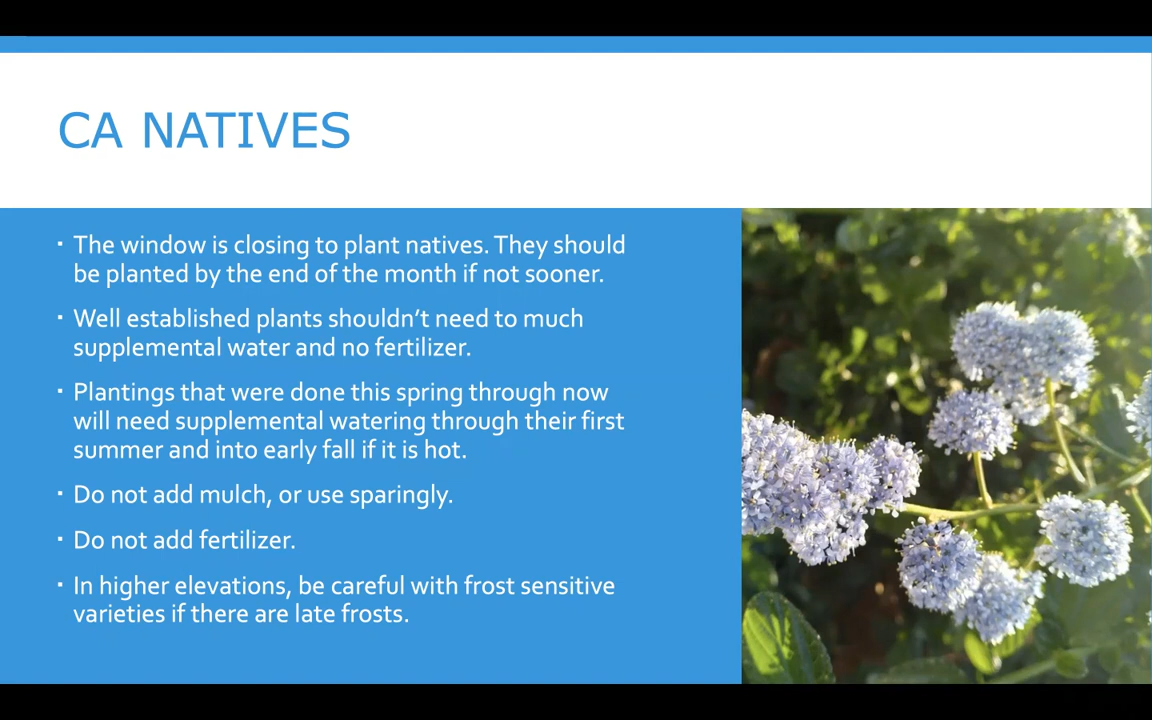 CA NATIVES
▪ The window is closing to plant natives. They should
be planted by the end of the month if not sooner.
▪ Well established plants shouldn’t need to much
supplemental water and no fertilizer.
▪ Plantings that were done this spring through now
will need supplemental watering through their first
summer and into early fall if it is hot.
▪ Do not add mulch, or use sparingly.
▪ Do not add fertilizer.
▪ In higher elevations, be careful with frost sensitive
varieties if there are late frosts.